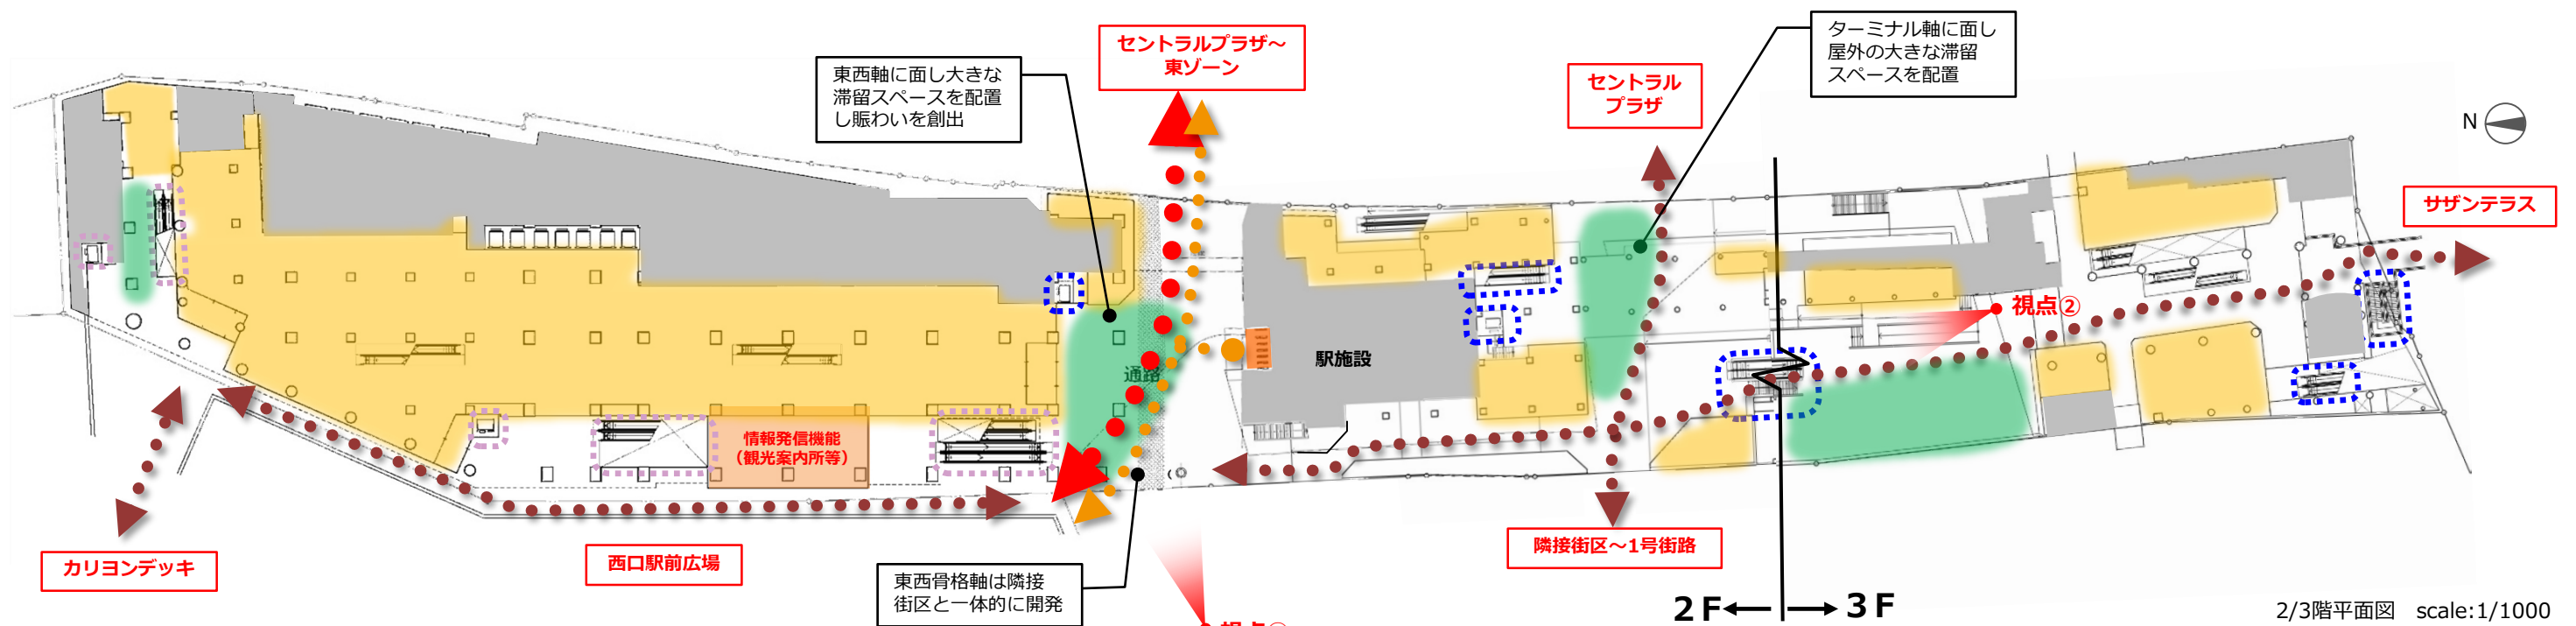 セントラルプラザ～
東ゾーン
東西軸に面し大きな
滞留スペースを配置
し賑わいを創出
セントラル
プラザ
ターミナル軸に面し
屋外の大きな滞留
スペースを配置
N
サザンテラス
視点②
駅施設
通路
情報発信機能
（観光案内所等）
カリヨンデッキ
西口駅前広場
東西骨格軸は隣接
街区と一体的に開発
隣接街区～1号街路
2F
3F
2/3階平面図 scale:1/1000